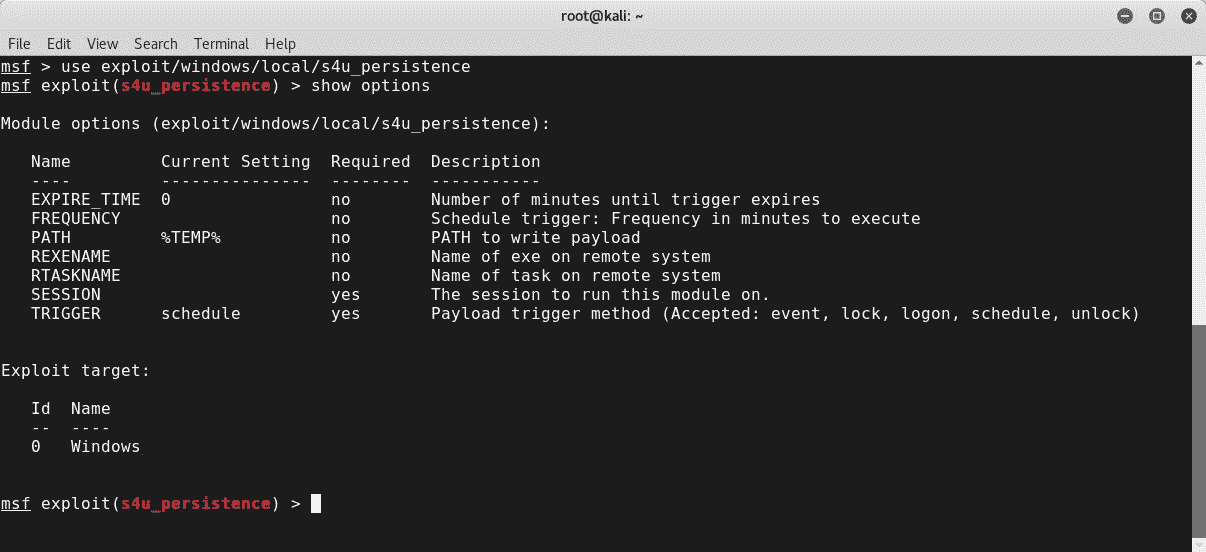 root@kali: ~
File Edit View Search Terminal Help
msf > use exploit/windows/local/s4u_persistence
msf exploit(s4u_persistence) > show options
Module options (exploit/windows/local/s4u_persistence):
Name Current Setting Required Description
---- --------------- -------- -----------
EXPIRE_TIME 0 no Number of minutes until trigger expires
FREQUENCY no Schedule trigger: Frequency in minutes to execute
PATH %TEMP% no PATH to write payload
REXENAME no Name of exe on remote system
RTASKNAME no Name of task on remote system
SESSION yes The session to run this module on.
TRIGGER schedule yes Payload trigger method (Accepted: event, lock, logon, schedule, unlock)
Exploit target:
Id Name
-- ----
0 Windows
msf exploit(s4u_persistence) >